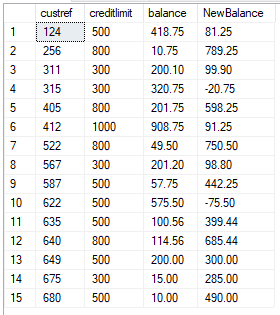 custref creditlimit balance NewBalance
1 124 500 418.75 81.25
2 256 800 10.75 789.25
3 311 300 200.10 99.90
4 315 300 320.75 -20.75
5 405 800 201.75 598.25
6 412 1000 908.75 91.25
7 522 800 49.50 750.50
8 567 300 201.20 98.80
9 587 500 57.75 442.25
10 622 500 575.50 -75.50
11 635 500 100.56 399.44
12 640 800 114.56 685.44
13 649 500 200.00 300.00
14 675 300 15.00 285.00
15 680 500 10.00 490.00